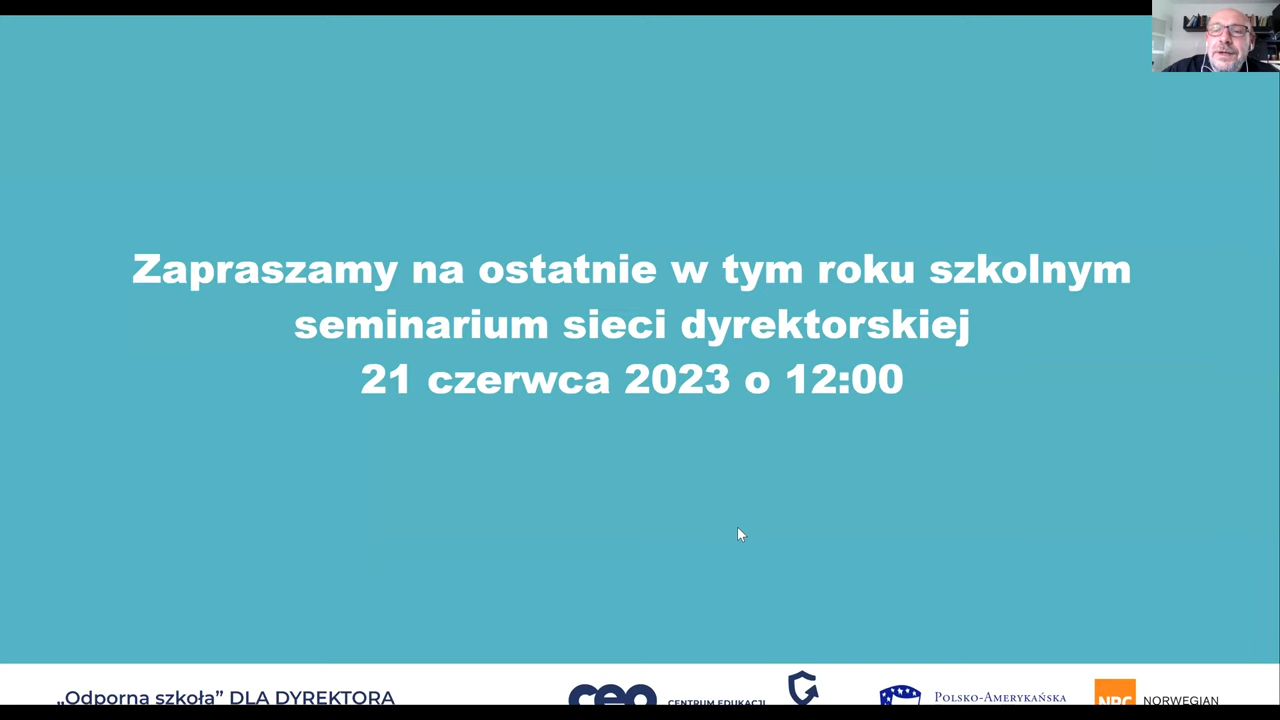 Zapraszamy na ostatnie w tym roku szkolnym
seminarium sieci dyrektorskiej
21 czerwca 2023 o 12:00
„Odporna szkoła” DLA DYREKTORA
ceo
CENTRUM EDUKACJI
POLSKO-AMERYKAŃSKA
NRC
NORWEGIAN